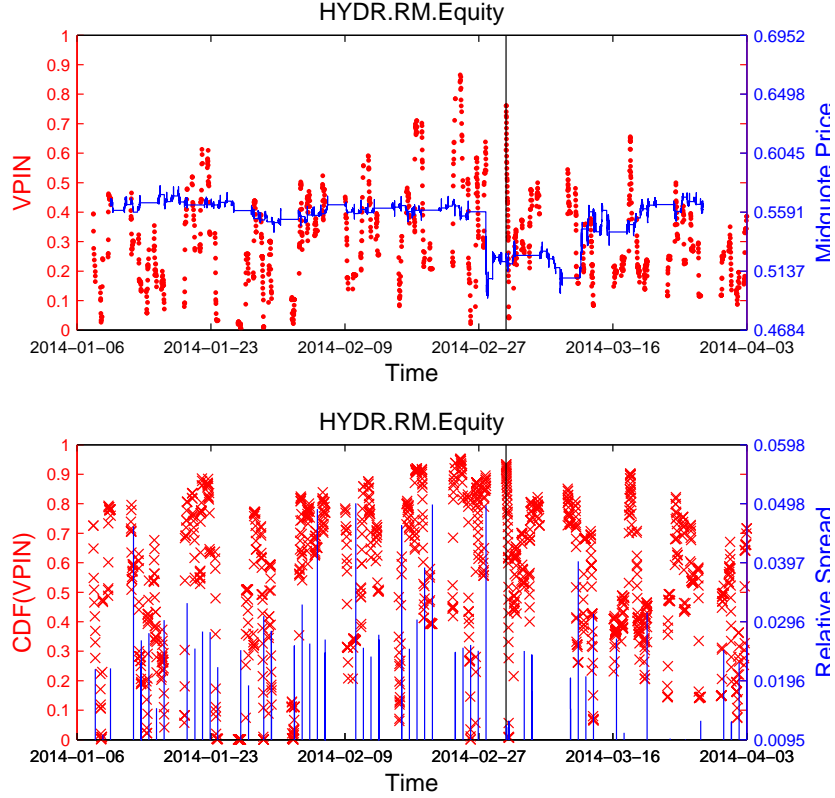 HYDR.RM.Equity
1 0.6952
0.9
0.8 0.6498
0.7
0.6 0.6045
0.5
0.4 0.5591
0.3
0.2 0.5137
0.1
0 0.4684
VPIN
Midquote Price
2014−01−06 2014−01−23 2014−02−09 2014−02−27 2014−03−16 2014−04−03
Time
HYDR.RM.Equity
1 0.0598
0.9
0.8 0.0498
0.7
0.6 0.0397
0.5
0.4 0.0296
0.3
0.2 0.0196
0.1
0 0.0095
CDF(VPIN)
Relative Spread
2014−01−06 2014−01−23 2014−02−09 2014−02−27 2014−03−16 2014−04−03
Time